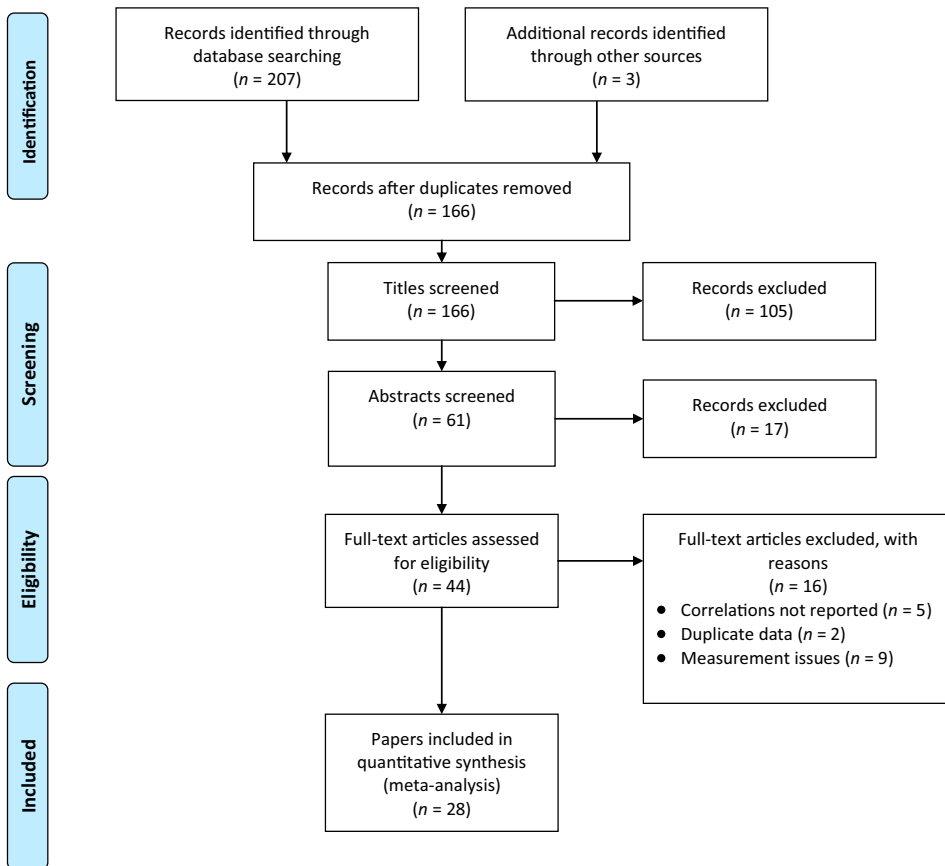 Identification
Records identified through
database searching
(n = 207)
Additional records identified
through other sources
(n = 3)
Records after duplicates removed
(n = 166)
Screening
Titles screened
(n = 166)
Records excluded
(n = 105)
Abstracts screened
(n = 61)
Records excluded
(n = 17)
Eligibility
Full-text articles assessed
for eligibility
(n = 44)
Full-text articles excluded, with
reasons
(n = 16)
● Correlations not reported (n = 5)
● Duplicate data (n = 2)
● Measurement issues (n = 9)
Included
Papers included in
quantitative synthesis
(meta-analysis)
(n = 28)